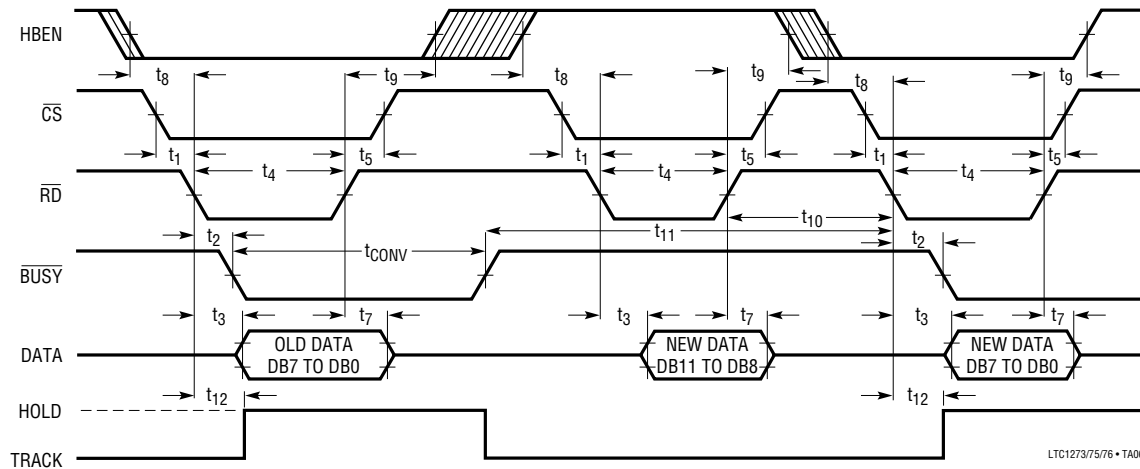 HBEN
t8 t9 t8 t9 t8 t9
CS
t1 t4 t5 t1 t4 t5 t1 t4 t5
RD
t2 tCONV t11 t10 t2
BUSY
t3 t7 t3 t7 t3 t7
DATA
OLD DATA
DB7 TO DB0
NEW DATA
DB11 TO DB8
NEW DATA
DB7 TO DB0
t12 t12
HOLD
TRACK
LTC1273/75/76 •